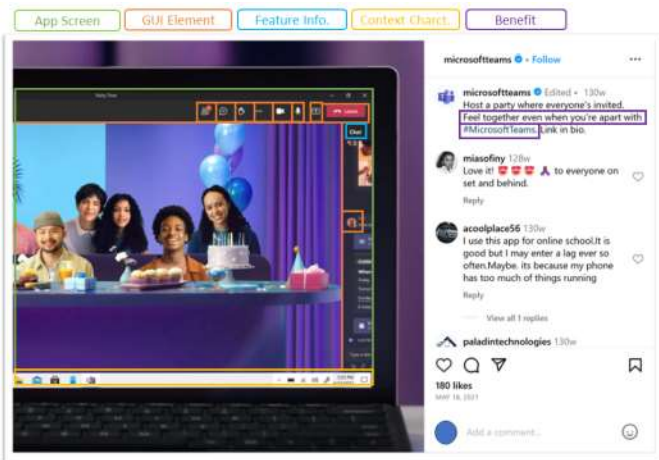 App Screen GUI Element Feature Info. Context Charct. Benefit
Party Time
Leave
Chat
microsoftteams • Follow
microsoftteams Edited • 130w
Host a party where everyone's invited.
Feel together even when you're apart with
#MicrosoftTeams. Link in bio.
miasofiny 128w
Love it! to everyone on
set and behind.
Reply
acoolplace56 130w
I use this app for online school.It is
good but I may enter a lag ever so
often.Maybe. its because my phone
has too much of things running
Reply
View all 1 replies
paladintechnologies 130w
180 likes
MAY 18, 2021
Add a comment...